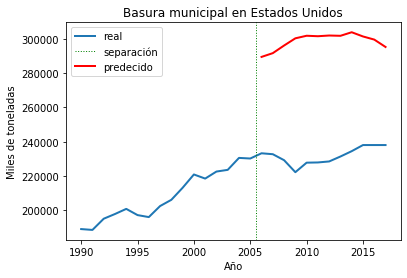 Basura municipal en Estados Unidos
real
separación
predecido
Miles de toneladas
300000
280000
260000
240000
220000
200000
1990
1995
2000
2005
2010
2015
Año